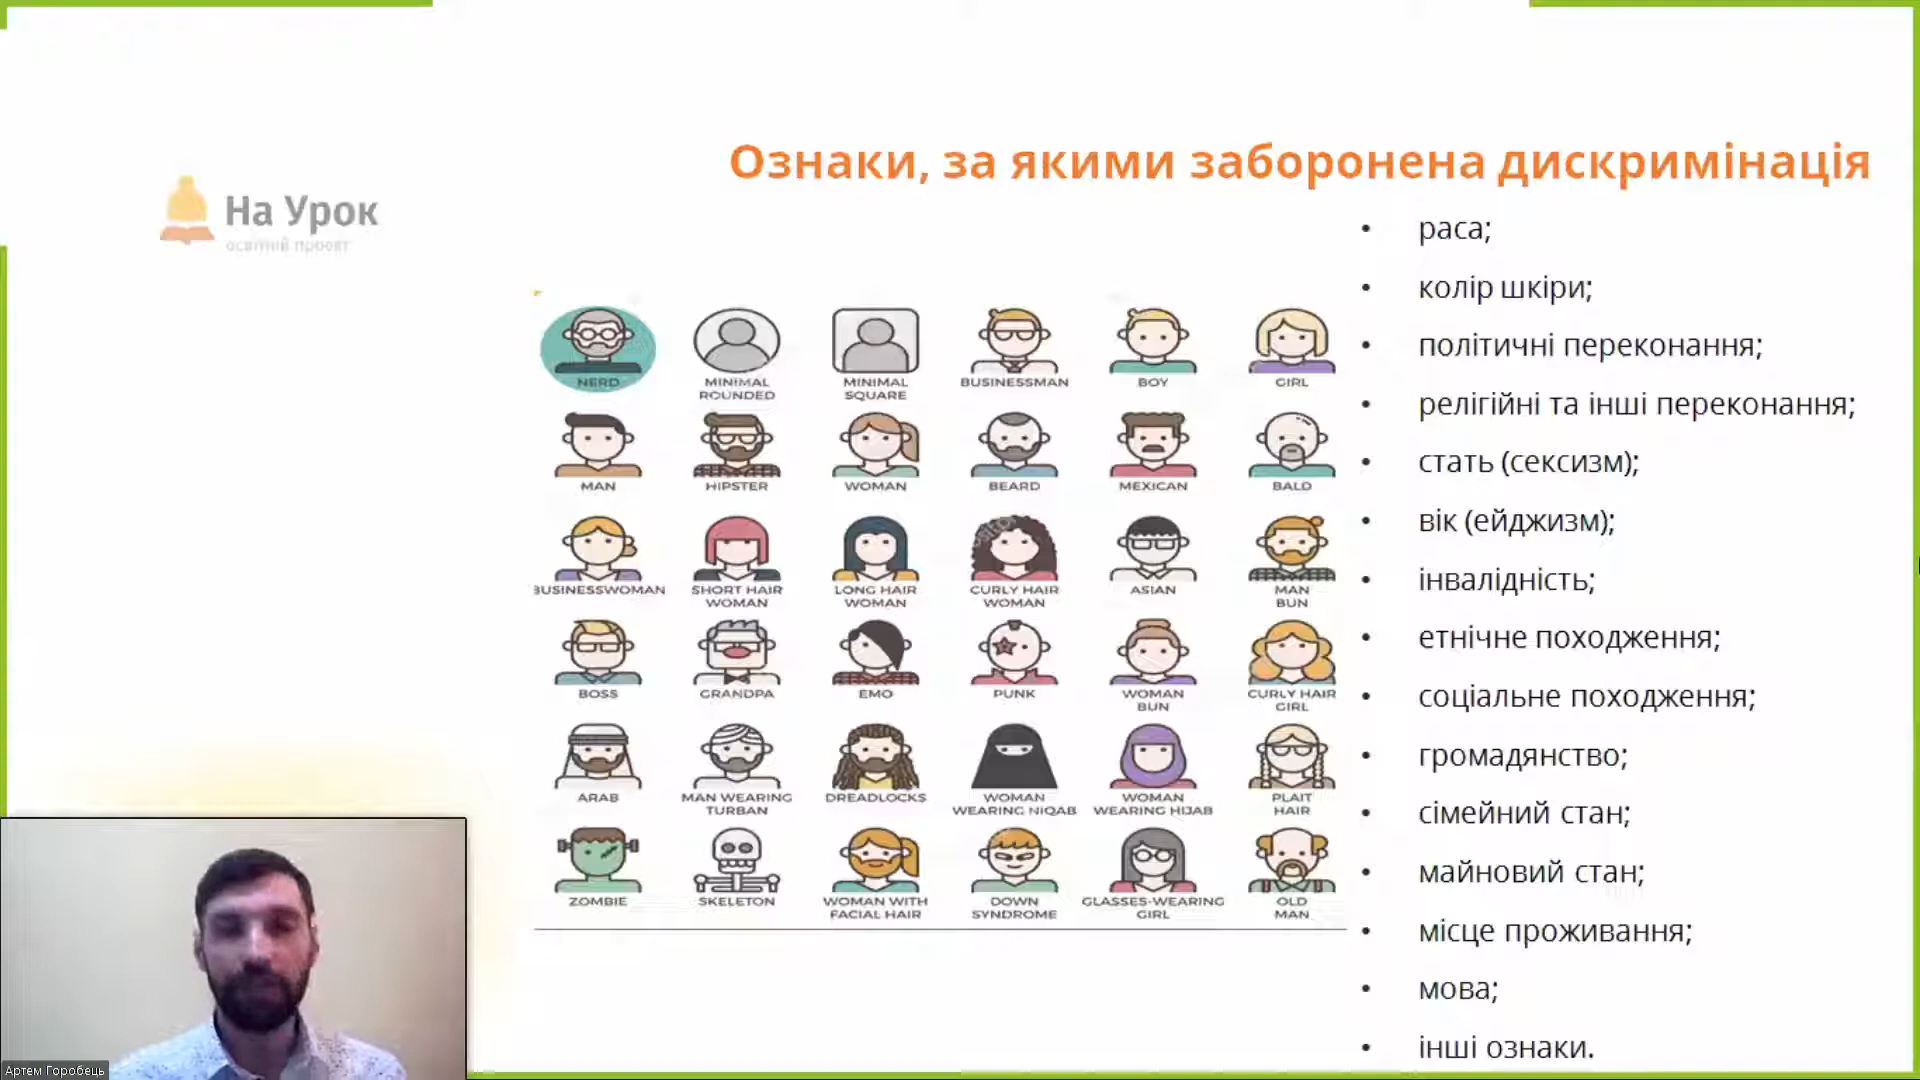 Ознаки, за якими заборонена дискримінація
На Урок
освітній проект
NERD
MINIMAL
ROUNDED
MINIMAL
SQUARE
BUSINESSMAN
BOY
GIRL
MAN
HIPSTER
WOMAN
BEARD
MEXICAN
BALD
BUSINESSWOMAN
SHORT HAIR
WOMAN
LONG HAIR
WOMAN
CURLY HAIR
WOMAN
ASIAN
MAN
BUN
BOSS
GRANDPA
EMO
PUNK
WOMAN
BUN
CURLY HAIR
GIRL
ARAB
MAN WEARING
TURBAN
DREADLOCKS
WOMAN
WEARING NIQAB
WOMAN
WEARING HIJAB
PLAIT
HAIR
ZOMBIE
SKELETON
WOMAN WITH
FACIAL HAIR
DOWN
SYNDROME
GLASSES-WEARING
GIRL
OLD
MAN
• раса;
• колір шкіри;
• політичні переконання;
• релігійні та інші переконання;
• стать (сексизм);
• вік (ейджизм);
• інвалідність;
• етнічне походження;
• соціальне походження;
• громадянство;
• сімейний стан;
• майновий стан;
• місце проживання;
• мова;
• інші ознаки.
Артем Горобець